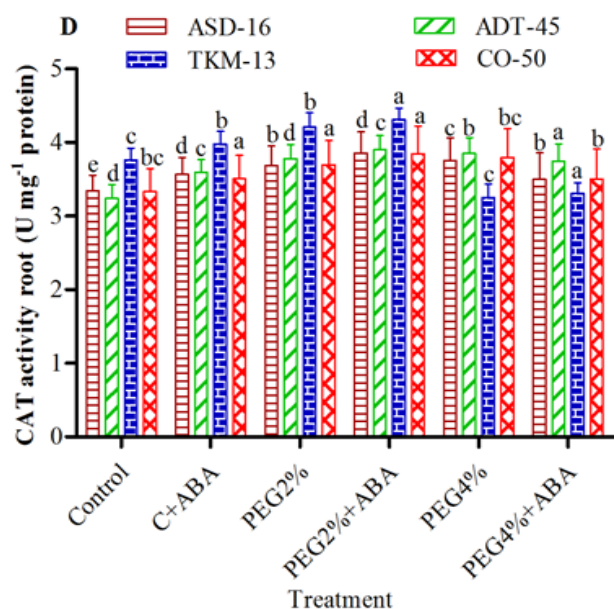 D
ASD-16
ADT-45
TKM-13
CO-50
CAT activity root (U mg⁻¹ protein)
5
4
3
2
1
0
e d c bc
d c b a
d d b a
d c a a
c b c bc
b c a b
Control
C+ABA
PEG2%
PEG2%+ABA
PEG4%
PEG4%+ABA
Treatment